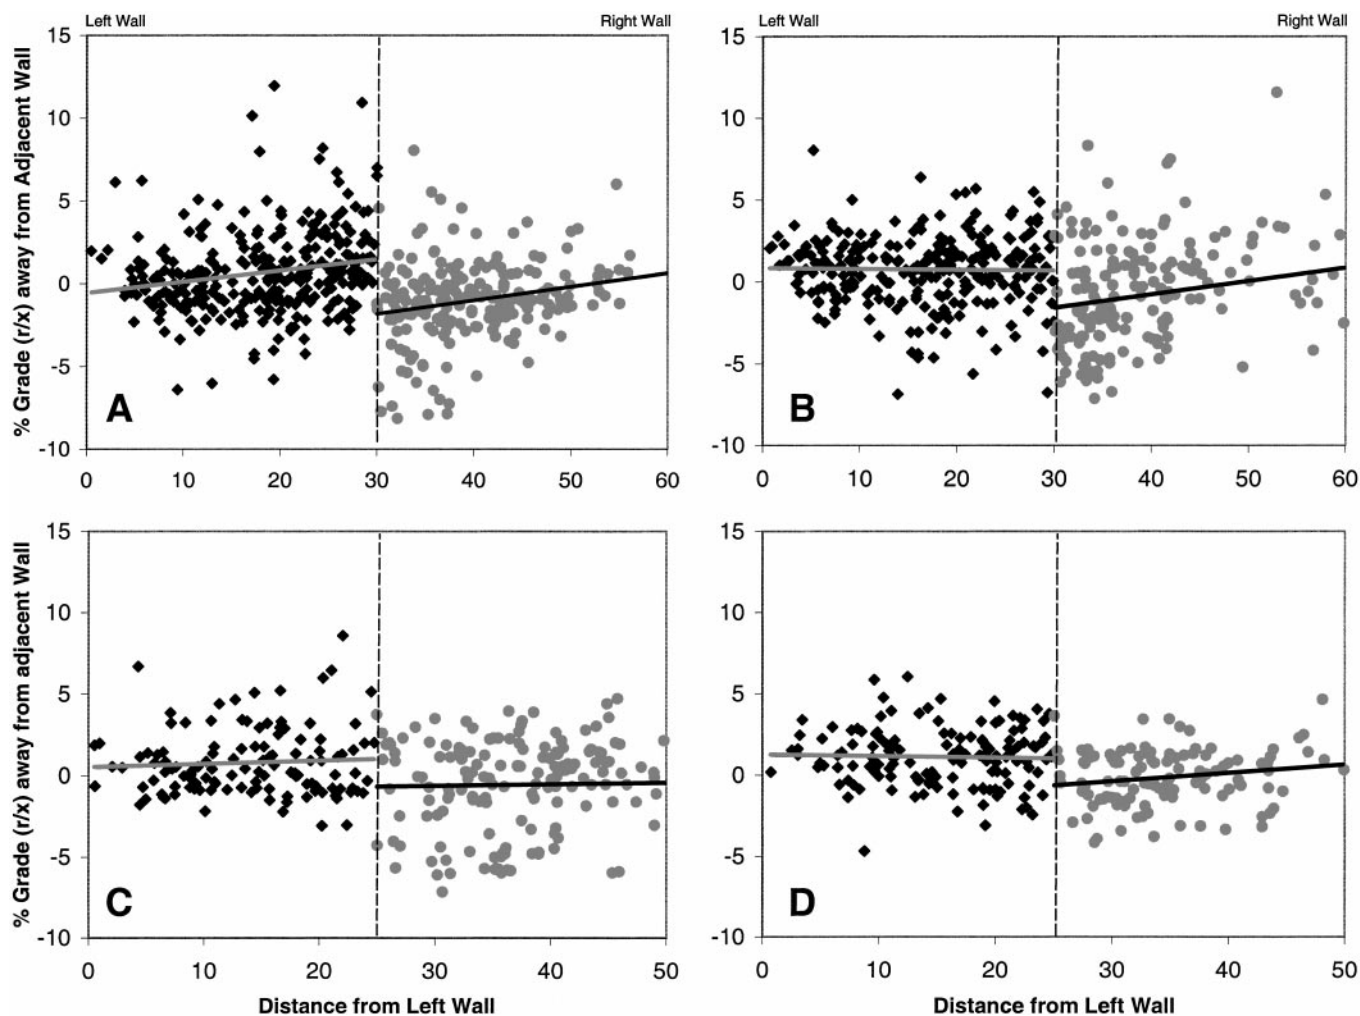 Left Wall Right Wall Left Wall Right Wall
% Grade (r/x) away from Adjacent Wall
15 10 5 0 -5 -10
A
0 10 20 30 40 50 60
15 10 5 0 -5 -10
B
0 10 20 30 40 50 60
% Grade (r/x) away from adjacent Wall
15 10 5 0 -5 -10
C
0 10 20 30 40 50
Distance from Left Wall
15 10 5 0 -5 -10
D
0 10 20 30 40 50
Distance from Left Wall